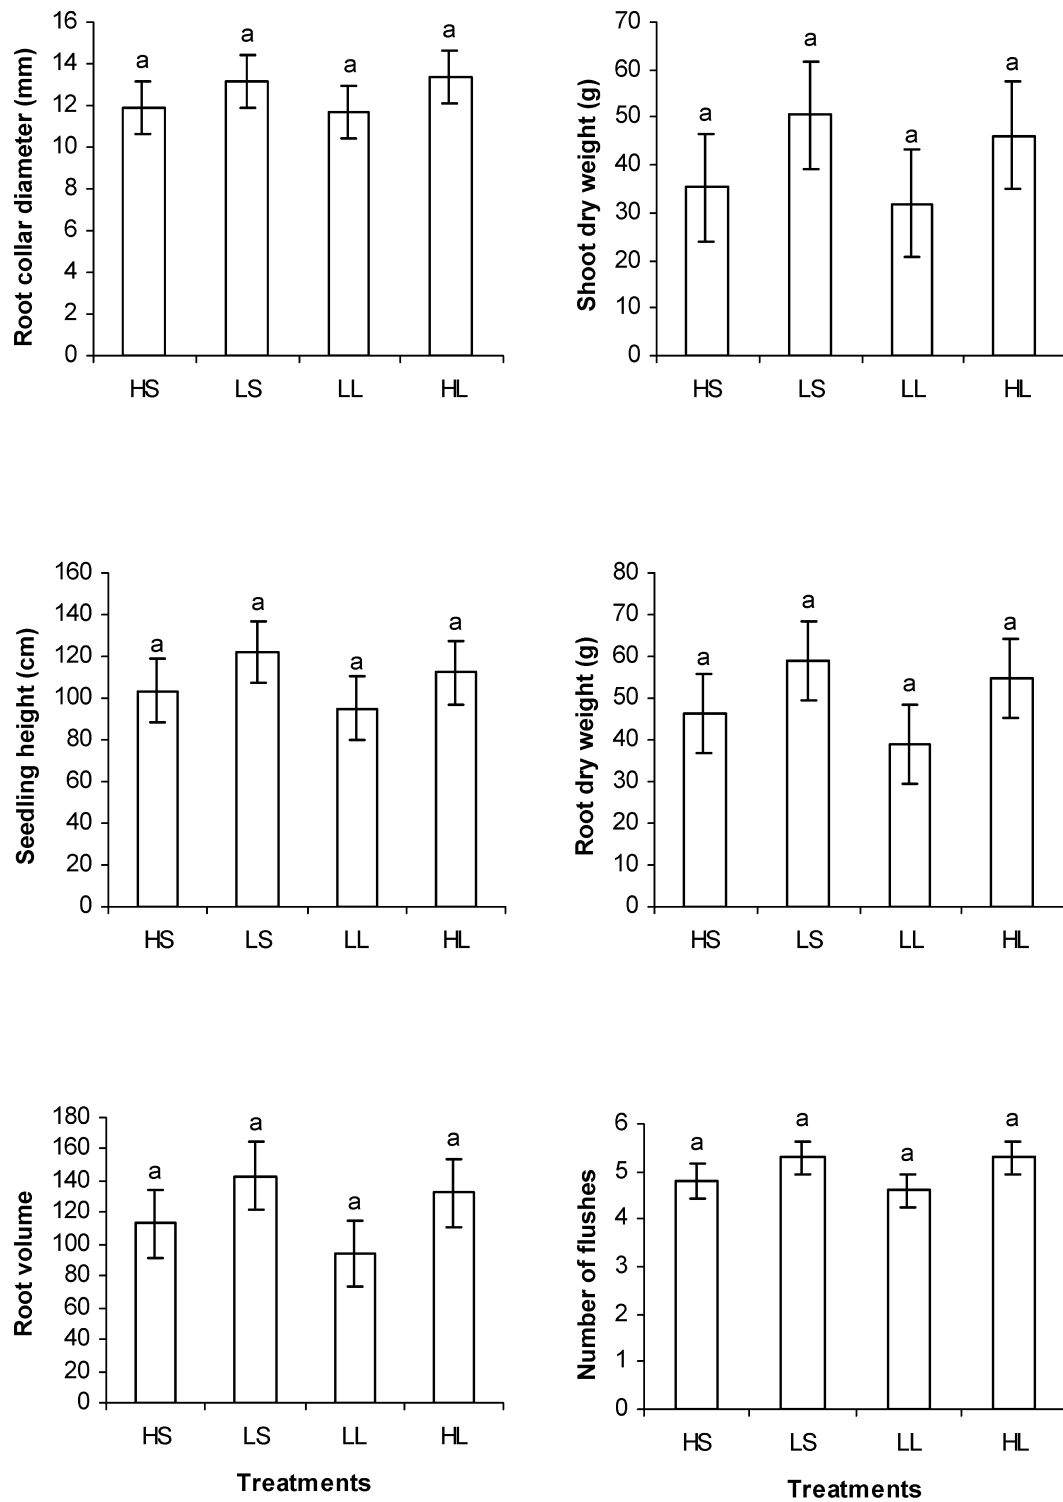 Root collar diameter (mm)
16
14
12
10
8
6
4
2
0
a
a
a
a
HS LS LL HL
Shoot dry weight (g)
70
60
50
40
30
20
10
0
a
a
a
a
HS LS LL HL
Seedling height (cm)
160
140
120
100
80
60
40
20
0
a
a
a
a
HS LS LL HL
Root dry weight (g)
80
70
60
50
40
30
20
10
0
a
a
a
a
HS LS LL HL
Root volume
180
160
140
120
100
80
60
40
20
0
a
a
a
a
HS LS LL HL
Treatments
Number of flushes
6
5
4
3
2
1
0
a
a
a
a
HS LS LL HL
Treatments